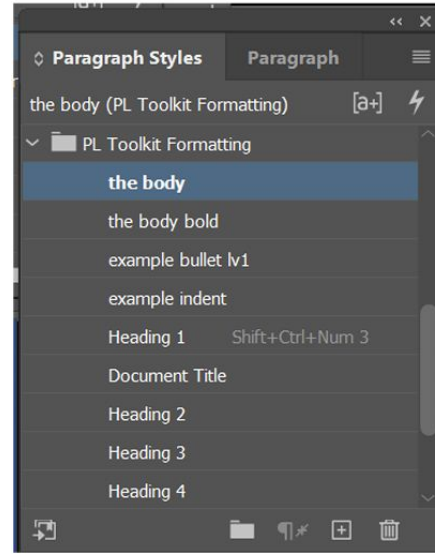 Paragraph Styles Paragraph
the body (PL Toolkit Formatting) [a+]
PL Toolkit Formatting
the body
the body bold
example bullet lv1
example indent
Heading 1 Shift+Ctrl+Num 3
Document Title
Heading 2
Heading 3
Heading 4